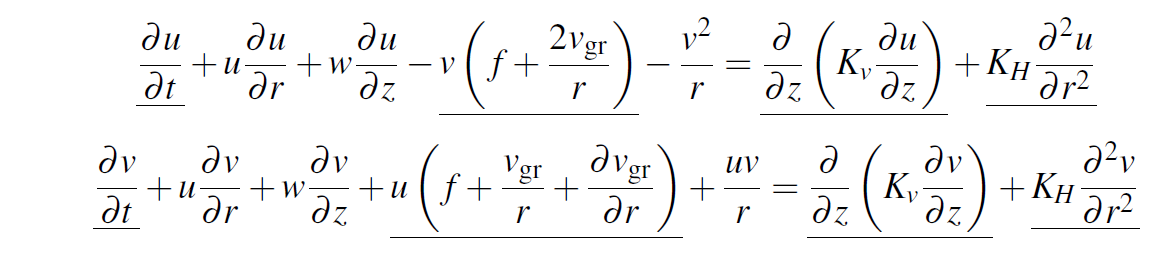 ∂u/∂t + u ∂u/∂r + w ∂u/∂z − v ( f + 2v_gr/r ) − v²/r = ∂/∂z ( K_v ∂u/∂z ) + K_H ∂²u/∂r²
∂v/∂t + u ∂v/∂r + w ∂v/∂z + u ( f + v_gr/r + ∂v_gr/∂r ) + uv/r = ∂/∂z ( K_v ∂v/∂z ) + K_H ∂²v/∂r²